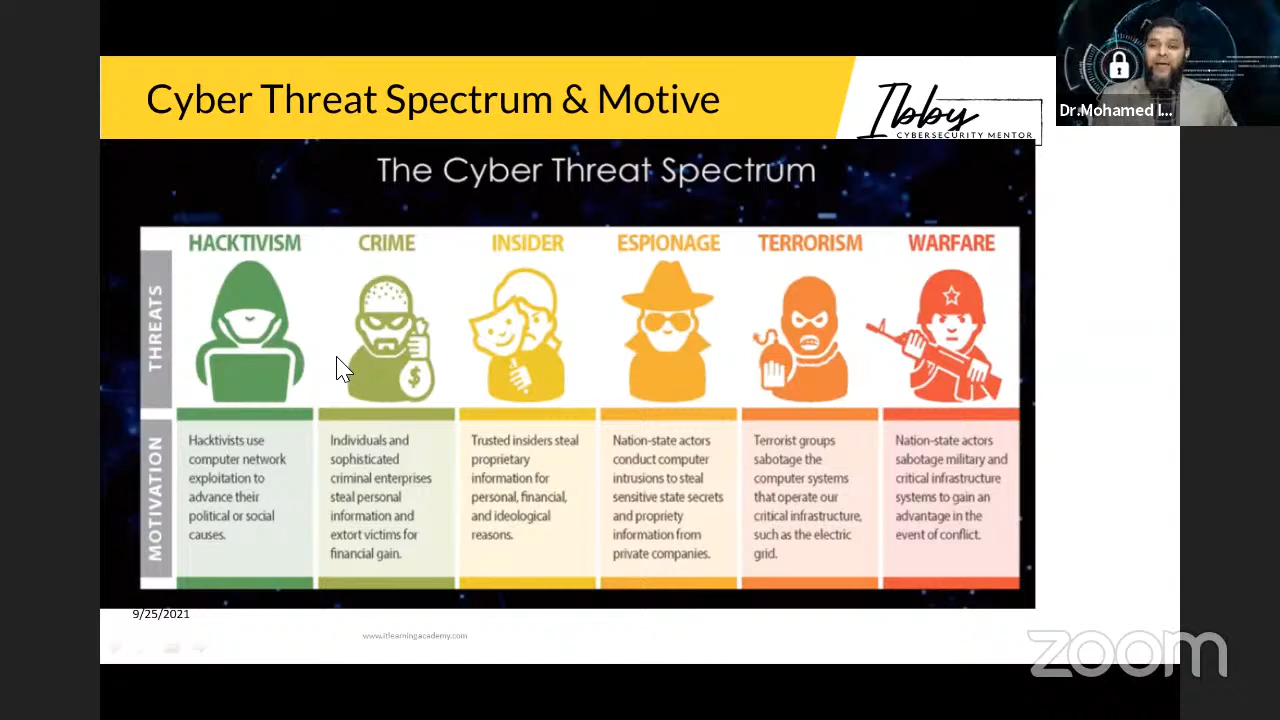 Cyber Threat Spectrum & Motive
Ibby
CYBERSECURITY MENTOR
Dr.Mohamed I...
The Cyber Threat Spectrum
THREATS
HACKTIVISM
CRIME
INSIDER
ESPIONAGE
TERRORISM
WARFARE
$
MOTIVATION
Hacktivists use
computer network
exploitation to
advance their
political or social
causes.
Individuals and
sophisticated
criminal enterprises
steal personal
information and
extort victims for
financial gain.
Trusted insiders steal
proprietary
information for
personal, financial,
and ideological
reasons.
Nation-state actors
conduct computer
intrusions to steal
sensitive state secrets
and propriety
information from
private companies.
Terrorist groups
sabotage the
computer systems
that operate our
critical infrastructure,
such as the electric
grid.
Nation-state actors
sabotage military and
critical infrastructure
systems to gain an
advantage in the
event of conflict.
9/25/2021
www.itlearningacademy.com
zoom